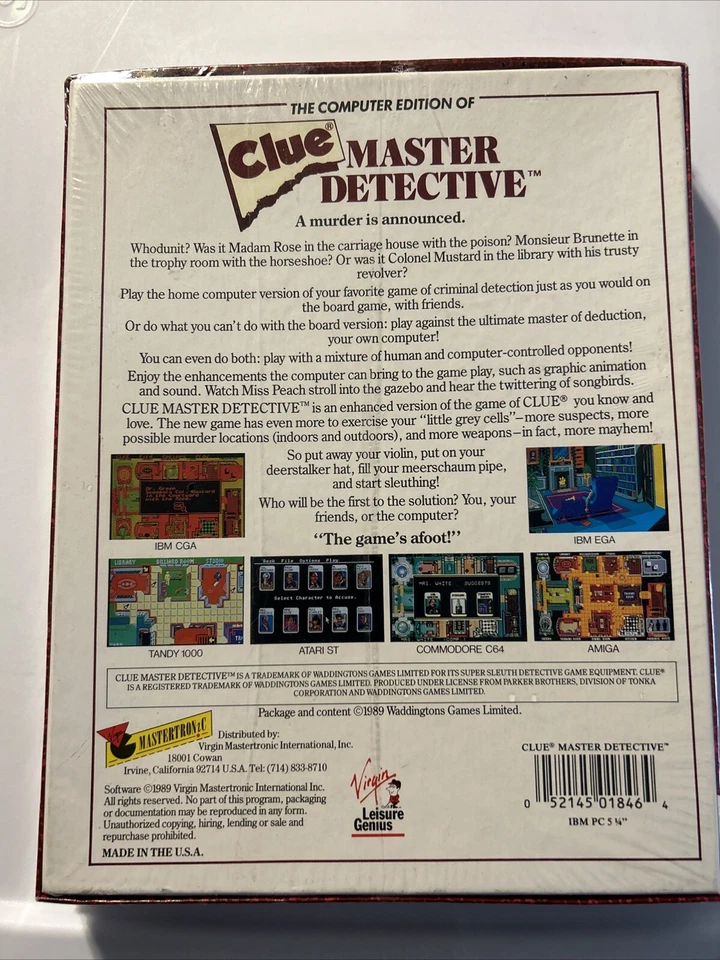 THE COMPUTER EDITION OF
Clue® MASTER
DETECTIVE™
A murder is announced.
Whodunit? Was it Madam Rose in the carriage house with the poison? Monsieur Brunette in
the trophy room with the horseshoe? Or was it Colonel Mustard in the library with his trusty
revolver?
Play the home computer version of your favorite game of criminal detection just as you would on
the board game, with friends.
Or do what you can't do with the board version: play against the ultimate master of deduction,
your own computer!
You can even do both: play with a mixture of human and computer-controlled opponents!
Enjoy the enhancements the computer can bring to the game play, such as graphic animation
and sound. Watch Miss Peach stroll into the gazebo and hear the twittering of songbirds.
CLUE MASTER DETECTIVE™ is an enhanced version of the game of CLUE® you know and
love. The new game has even more to exercise your "little grey cells"–more suspects, more
possible murder locations (indoors and outdoors), and more weapons–in fact, more mayhem!
So put away your violin, put on your
deerstalker hat, fill your meerschaum pipe,
and start sleuthing!
Who will be the first to the solution? You, your
friends, or the computer?
"The game's afoot!"
IBM CGA
IBM EGA
LIBRARY BILLIARD ROOM STUDIO
Desk File Options Play
Select Character to Accuse.
MRS. WHITE SUGGESTS
TANDY 1000
ATARI ST
COMMODORE C64
AMIGA
CLUE MASTER DETECTIVE™ IS A TRADEMARK OF WADDINGTONS GAMES LIMITED FOR ITS SUPER SLEUTH DETECTIVE GAME EQUIPMENT. CLUE®
IS A REGISTERED TRADEMARK OF WADDINGTONS GAMES LIMITED. PRODUCED UNDER LICENSE FROM PARKER BROTHERS, DIVISION OF TONKA
CORPORATION AND WADDINGTONS GAMES LIMITED.
Package and content ©1989 Waddingtons Games Limited.
Virgin MASTERTRONIC
Distributed by:
Virgin Mastertronic International, Inc.
18001 Cowan
Irvine, California 92714 U.S.A. Tel: (714) 833-8710
Software ©1989 Virgin Mastertronic International Inc.
All rights reserved. No part of this program, packaging
or documentation may be reproduced in any form.
Unauthorized copying, hiring, lending or sale and
repurchase prohibited.
MADE IN THE U.S.A.
Virgin
Leisure
Genius
CLUE® MASTER DETECTIVE™
0 52145 01846 4
IBM PC 5 ¼"